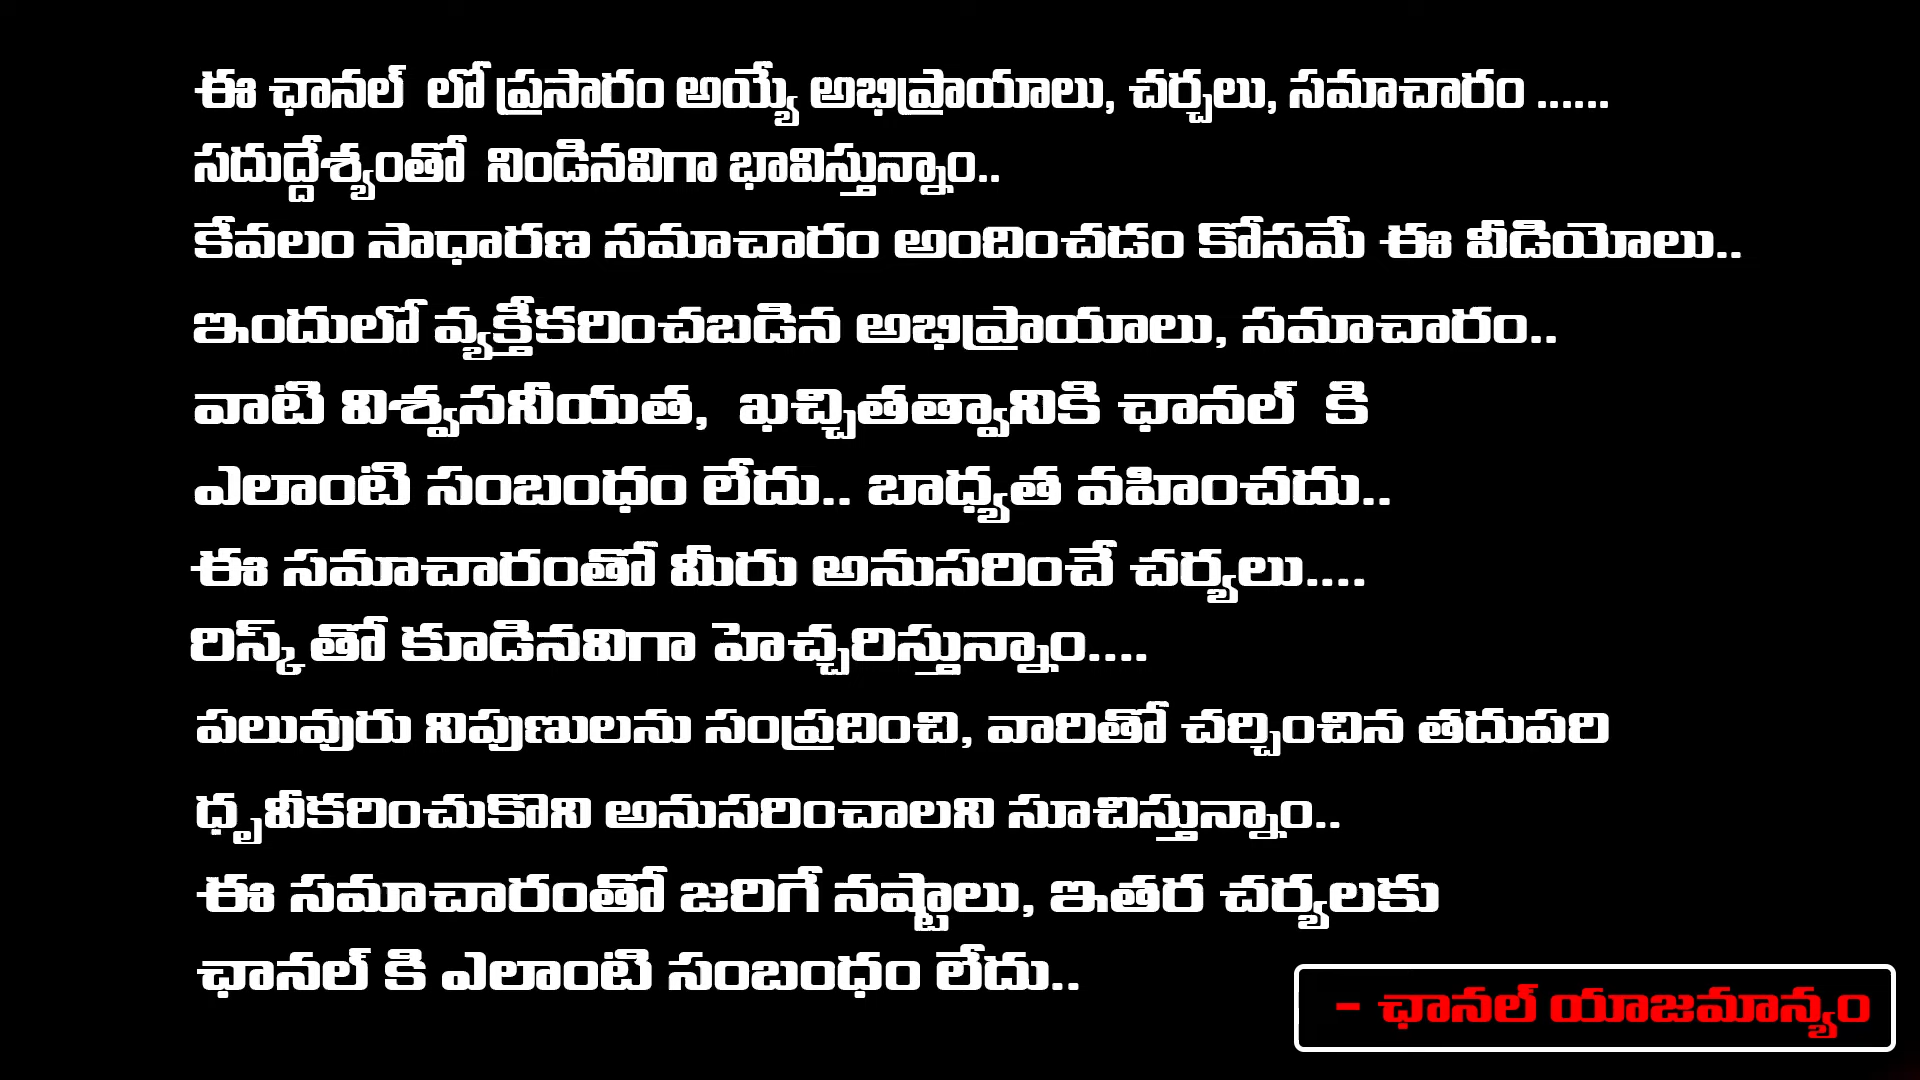 ఈ ఛానల్ లో ప్రసారం అయ్యే అభిప్రాయాలు, చర్చలు, సమాచారం ......
సదుద్దేశ్యంతో నిండినవిగా భావిస్తున్నాం..
కేవలం సాధారణ సమాచారం అందించడం కోసమే ఈ వీడియోలు..
ఇందులో వ్యక్తీకరించబడిన అభిప్రాయాలు, సమాచారం..
వాటి విశ్వసనీయత, ఖచ్చితత్వానికి ఛానల్ కి
ఎలాంటి సంబంధం లేదు.. బాధ్యత వహించదు..
ఈ సమాచారంతో మీరు అనుసరించే చర్యలు....
రిస్క్ తో కూడినవిగా హెచ్చరిస్తున్నాం....
పలువురు నిపుణులను సంప్రదించి, వారితో చర్చించిన తదుపరి
ధృవీకరించుకొని అనుసరించాలని సూచిస్తున్నాం..
ఈ సమాచారంతో జరిగే నష్టాలు, ఇతర చర్యలకు
ఛానల్ కి ఎలాంటి సంబంధం లేదు..
- ఛానల్ యాజమాన్యం